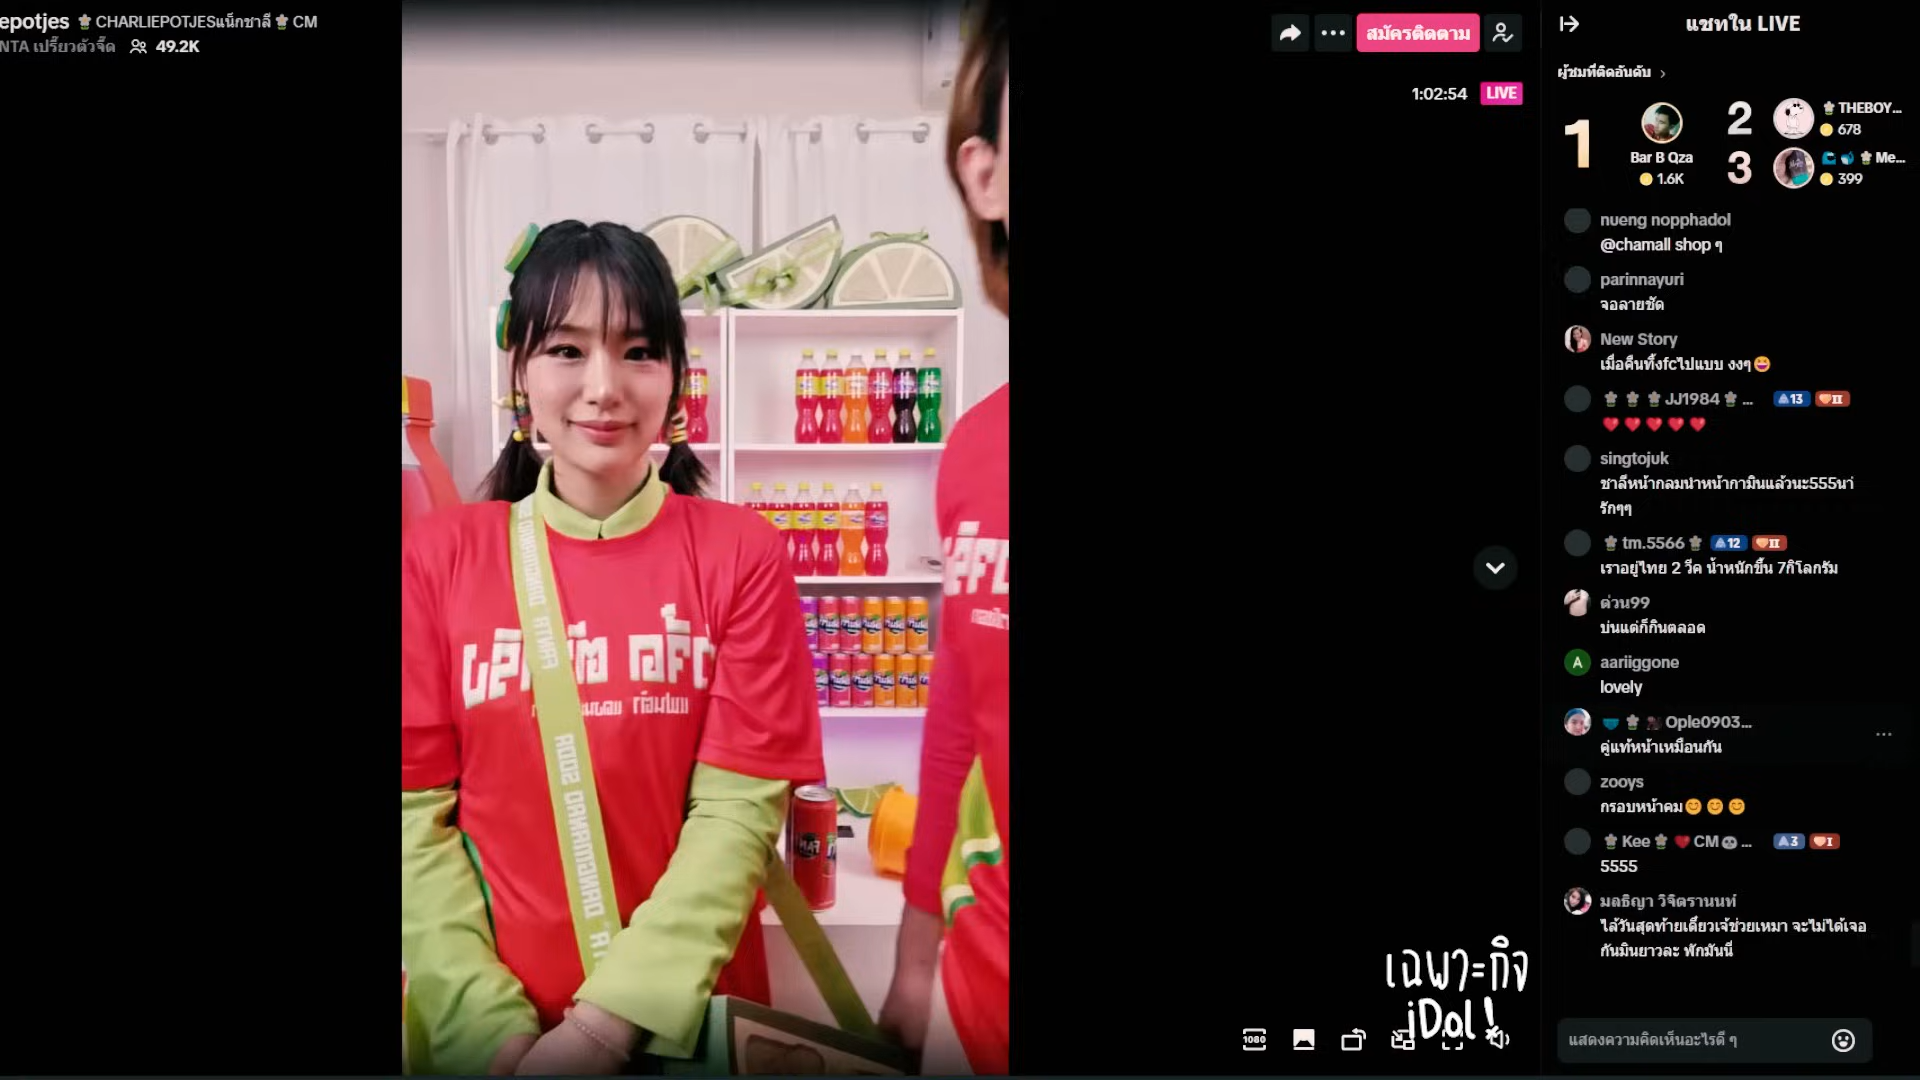 epotjes CHARLIEPOTJESแน็กชาลี CM
NTA เปรี้ยวตัวจี๊ด 49.2K
สมัครติดตาม
1:02:54 LIVE
แชทใน LIVE
ผู้ชมที่ติดอันดับ
1
Bar B Qza
1.6K
2
THEBOY...
678
3
Me...
399
nueng nopphadol
@chamall shop ๆ
parinnayuri
จอลายชัด
New Story
เมื่อคืนทิ้งfcไปแบบ งงๆ
JJ1984 ... 13 II
singtojuk
ชาลีหน้ากลมนำหน้ากามินแล้วนะ555น่า
รักๆๆ
tm.5566 12 II
เราอยู่ไทย 2 วีค น้ำหนักขึ้น 7กิโลกรัม
ด่วน99
บ่นแต่ก็กินตลอด
A
aariiggone
lovely
Ople0903...
คู่แท้หน้าเหมือนกัน
zooys
กรอบหน้าคม
Kee CM ... 3 I
5555
มลธิญา วิจิตรานนท์
ไล้วันสุดท้ายเดี๋ยวเจ้ช่วยเหมา จะไม่ได้เจอ
กันมินยาวละ พักมันนี่
แสดงความคิดเห็นอะไรดี ๆ
เฉพาะกิจ
iDol!
1080